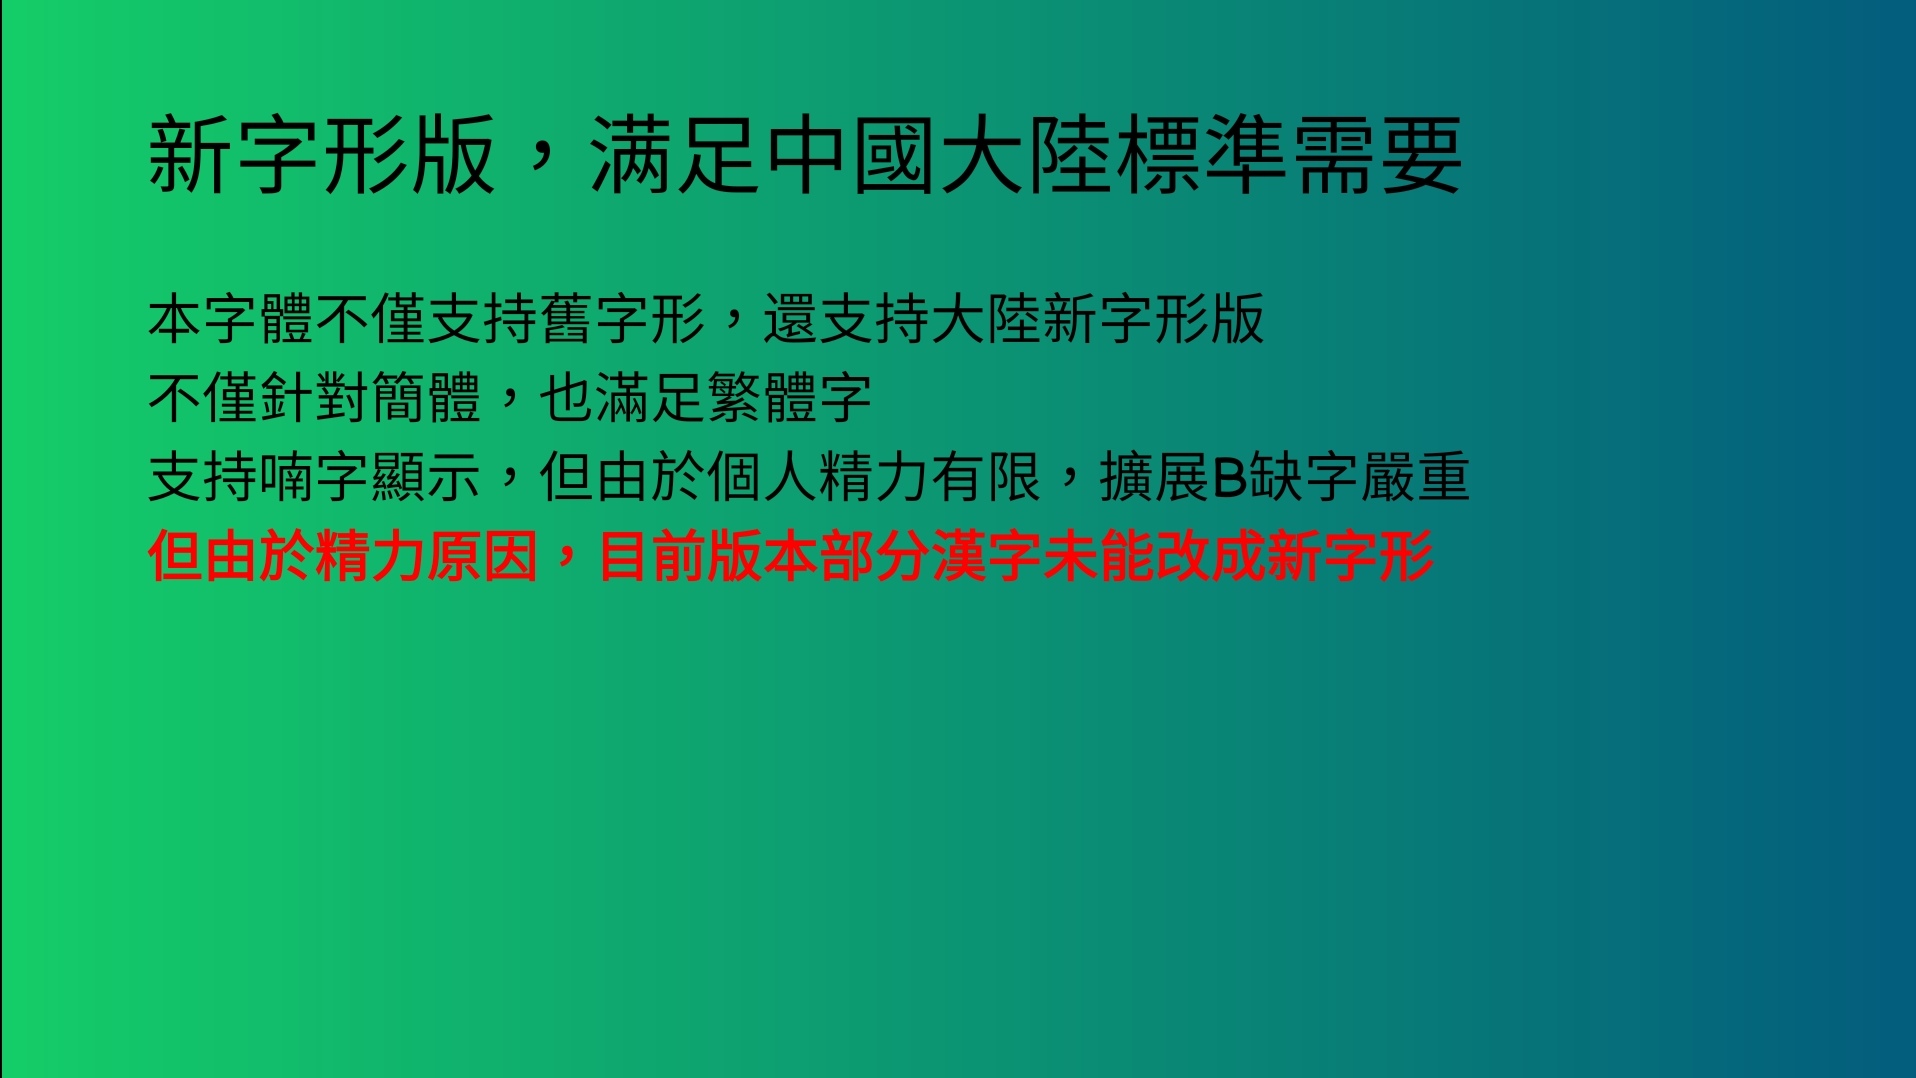 新字形版，满足中國大陸標準需要
本字體不僅支持舊字形，還支持大陸新字形版
不僅針對簡體，也滿足繁體字
支持喃字顯示，但由於個人精力有限，擴展B缺字嚴重
但由於精力原因，目前版本部分漢字未能改成新字形